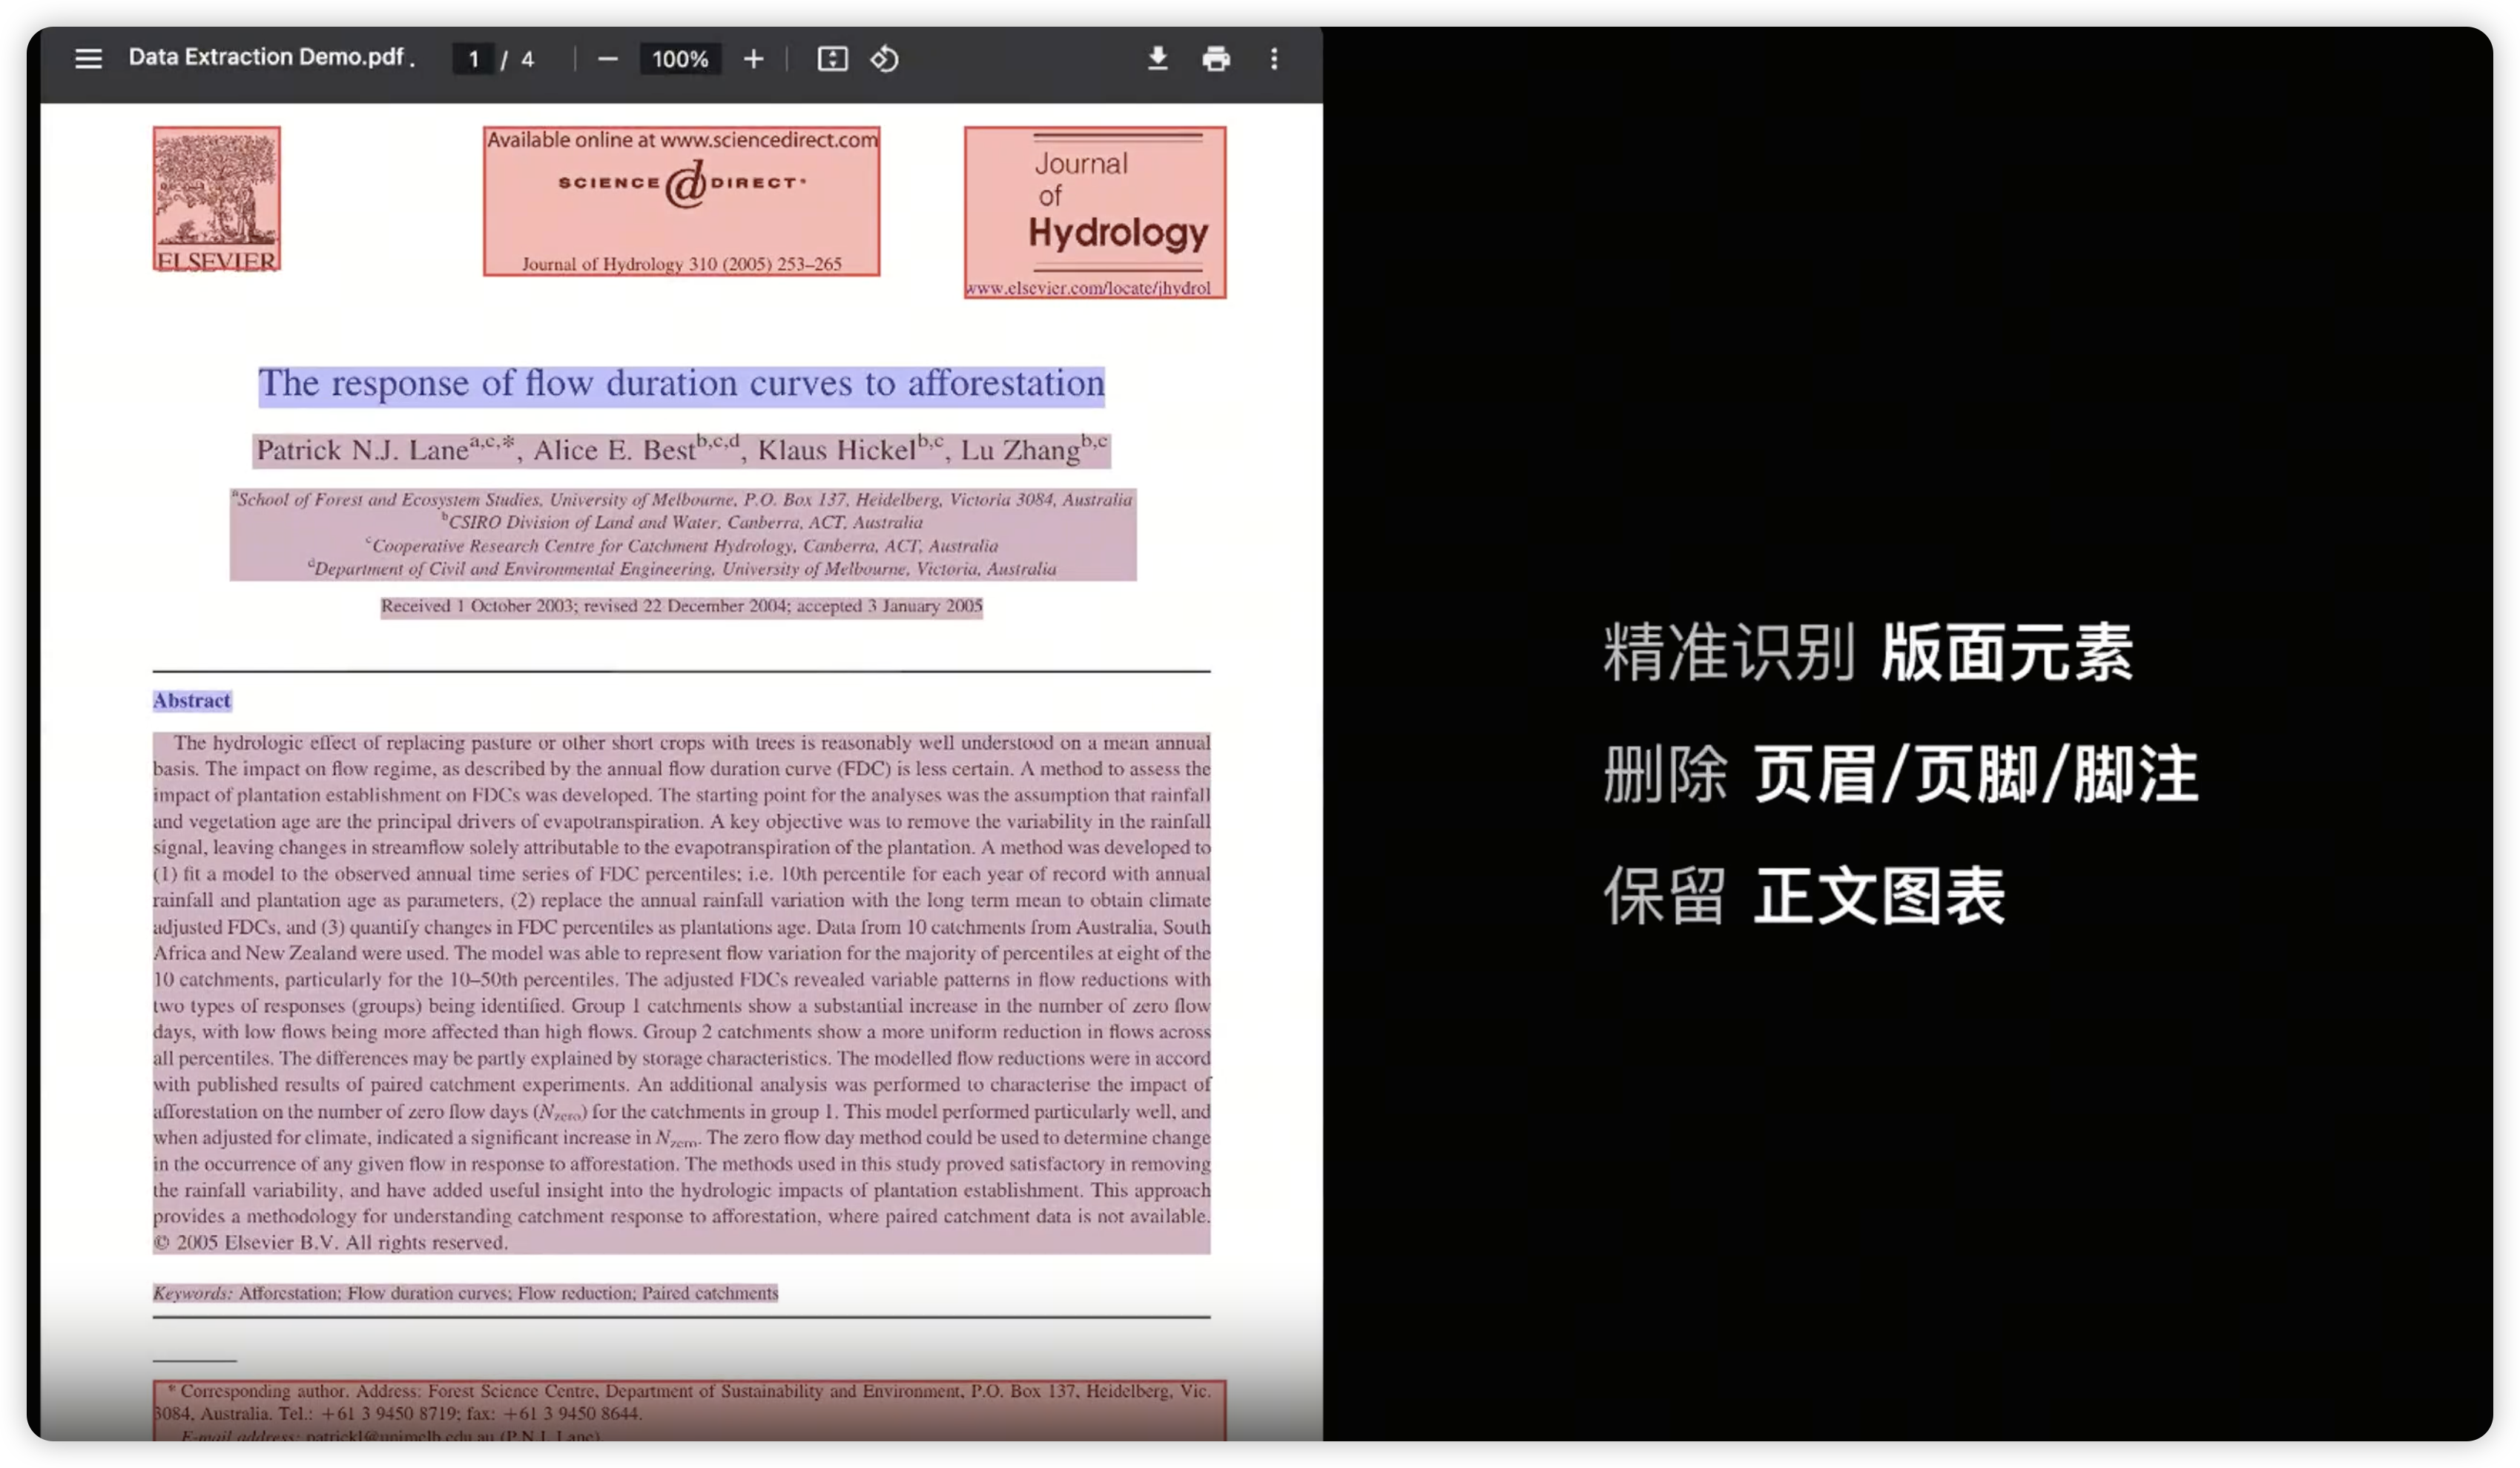 Data Extraction Demo.pdf .
1 / 4
100%
ELSEVIER
Available online at www.sciencedirect.com
SCIENCE @ DIRECT®
Journal of Hydrology 310 (2005) 253–265
Journal
of
Hydrology
www.elsevier.com/locate/jhydrol
The response of flow duration curves to afforestation
Patrick N.J. Lane^a,c,*, Alice E. Best^b,c,d, Klaus Hickel^b,c, Lu Zhang^b,c
^aSchool of Forest and Ecosystem Studies, University of Melbourne, P.O. Box 137, Heidelberg, Victoria 3084, Australia
^bCSIRO Division of Land and Water, Canberra, ACT, Australia
^cCooperative Research Centre for Catchment Hydrology, Canberra, ACT, Australia
^dDepartment of Civil and Environmental Engineering, University of Melbourne, Victoria, Australia
Received 1 October 2003; revised 22 December 2004; accepted 3 January 2005
Abstract
The hydrologic effect of replacing pasture or other short crops with trees is reasonably well understood on a mean annual
basis. The impact on flow regime, as described by the annual flow duration curve (FDC) is less certain. A method to assess the
impact of plantation establishment on FDCs was developed. The starting point for the analyses was the assumption that rainfall
and vegetation age are the principal drivers of evapotranspiration. A key objective was to remove the variability in the rainfall
signal, leaving changes in streamflow solely attributable to the evapotranspiration of the plantation. A method was developed to
(1) fit a model to the observed annual time series of FDC percentiles; i.e. 10th percentile for each year of record with annual
rainfall and plantation age as parameters, (2) replace the annual rainfall variation with the long term mean to obtain climate
adjusted FDCs, and (3) quantify changes in FDC percentiles as plantations age. Data from 10 catchments from Australia, South
Africa and New Zealand were used. The model was able to represent flow variation for the majority of percentiles at eight of the
10 catchments, particularly for the 10–50th percentiles. The adjusted FDCs revealed variable patterns in flow reductions with
two types of responses (groups) being identified. Group 1 catchments show a substantial increase in the number of zero flow
days, with low flows being more affected than high flows. Group 2 catchments show a more uniform reduction in flows across
all percentiles. The differences may be partly explained by storage characteristics. The modelled flow reductions were in accord
with published results of paired catchment experiments. An additional analysis was performed to characterise the impact of
afforestation on the number of zero flow days (N_zero) for the catchments in group 1. This model performed particularly well, and
when adjusted for climate, indicated a significant increase in N_zero. The zero flow day method could be used to determine change
in the occurrence of any given flow in response to afforestation. The methods used in this study proved satisfactory in removing
the rainfall variability, and have added useful insight into the hydrologic impacts of plantation establishment. This approach
provides a methodology for understanding catchment response to afforestation, where paired catchment data is not available.
© 2005 Elsevier B.V. All rights reserved.
Keywords: Afforestation; Flow duration curves; Flow reduction; Paired catchments
* Corresponding author. Address: Forest Science Centre, Department of Sustainability and Environment, P.O. Box 137, Heidelberg, Vic.
3084, Australia. Tel.: +61 3 9450 8719; fax: +61 3 9450 8644.
E-mail address: patrickl@unimelb.edu.au (P.N.J. Lane).
精准识别 版面元素
删除 页眉/页脚/脚注
保留 正文图表